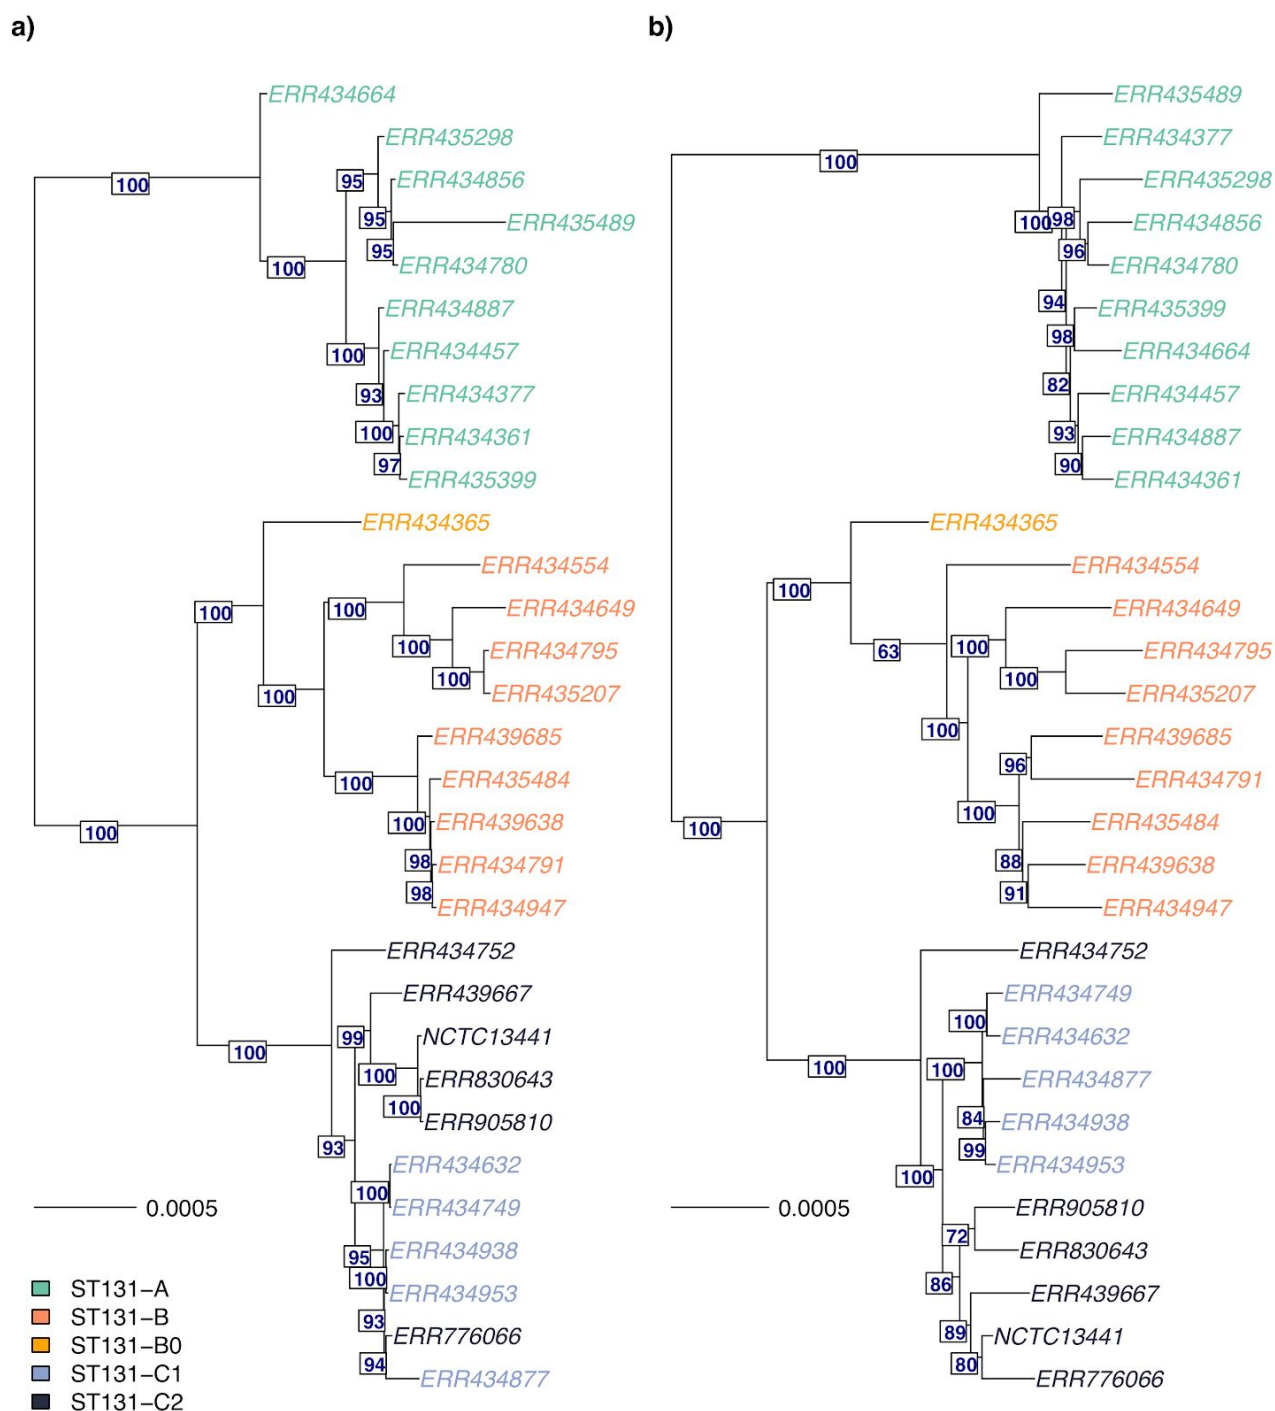 a)
ERR434664
ERR435298
95
ERR434856
100
95
ERR435489
95
ERR434780
100
ERR434887
100
ERR434457
93
ERR434377
100
ERR434361
97
ERR435399
ERR434365
ERR434554
100
100
ERR434649
100
ERR434795
100
100
ERR435207
ERR439685
100
ERR435484
100
ERR439638
100
98
ERR434791
98
ERR434947
ERR434752
ERR439667
99
NCTC13441
100
100
ERR830643
100
ERR905810
93
ERR434632
100
ERR434749
95
ERR434938
100
ERR434953
93
ERR776066
94
ERR434877
0.0005
ST131-A
ST131-B
ST131-B0
ST131-C1
ST131-C2
b)
ERR435489
ERR434377
100
ERR435298
100
98
ERR434856
96
ERR434780
94
ERR435399
98
ERR434664
82
ERR434457
93
ERR434887
90
ERR434361
ERR434365
ERR434554
100
ERR434649
63
100
ERR434795
100
ERR435207
100
ERR439685
96
ERR434791
100
ERR435484
100
88
ERR439638
91
ERR434947
ERR434752
ERR434749
100
ERR434632
100
100
ERR434877
84
ERR434938
99
ERR434953
100
ERR905810
72
ERR830643
86
ERR439667
89
NCTC13441
80
ERR776066
0.0005